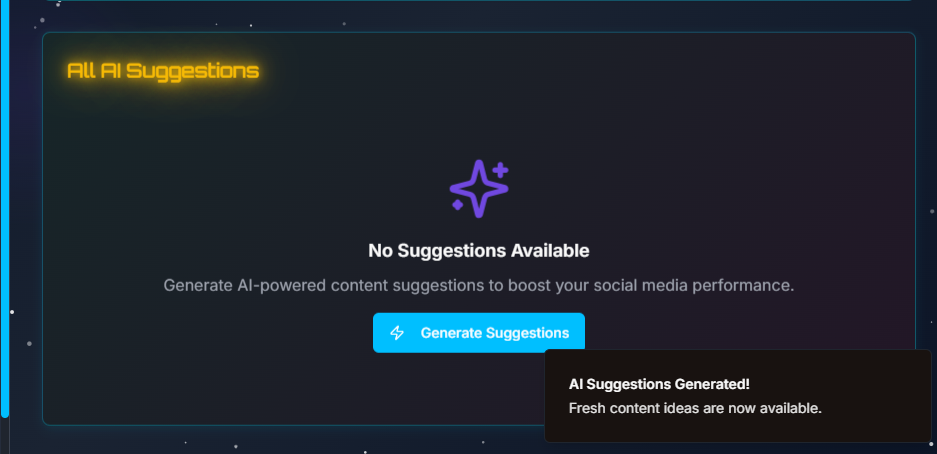 All AI Suggestions
No Suggestions Available
Generate AI-powered content suggestions to boost your social media performance.
Generate Suggestions
AI Suggestions Generated!
Fresh content ideas are now available.